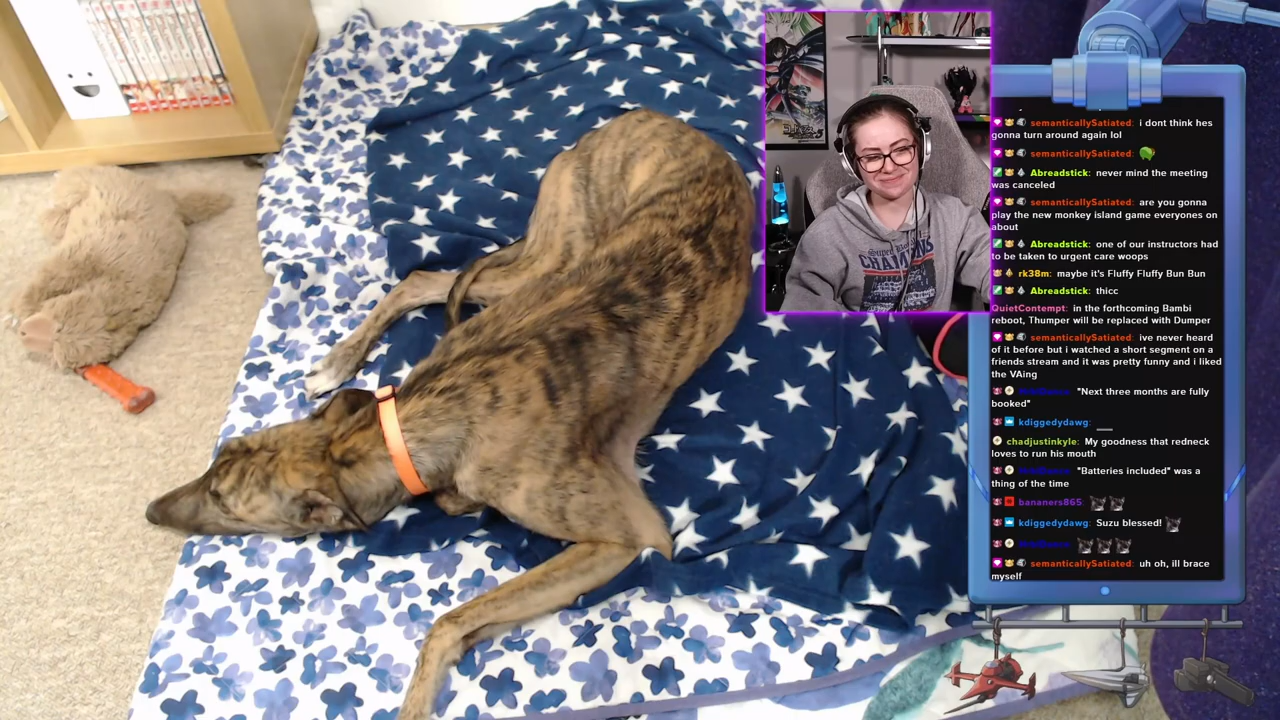 CHAMPIONS
semanticallySatiated: i dont think hes
gonna turn around again lol
semanticallySatiated:
Abreadstick: never mind the meeting
was canceled
semanticallySatiated: are you gonna
play the new monkey island game everyones on
about
Abreadstick: one of our instructors had
to be taken to urgent care woops
rk38m: maybe it's Fluffy Fluffy Bun Bun
Abreadstick: thicc
QuietContempt: in the forthcoming Bambi
reboot, Thumper will be replaced with Dumper
semanticallySatiated: ive never heard
of it before but i watched a short segment on a
friends stream and it was pretty funny and i liked
the VAing
"Next three months are fully
booked"
kdiggedydawg:
chadjustinkyle: My goodness that redneck
loves to run his mouth
"Batteries included" was a
thing of the time
bananers865
kdiggedydawg: Suzu blessed!
semanticallySatiated: uh oh, ill brace
myself